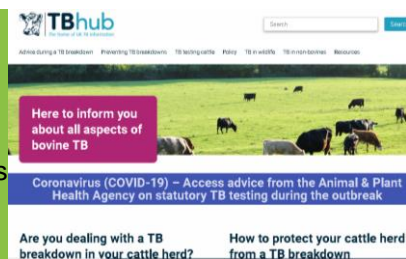 TBhub
The home of UK TB information
Search
Search
Advice during a TB breakdown Preventing TB breakdowns TB testing cattle Policy TB in wildlife TB in non-bovines Resources
Here to inform you
about all aspects of
bovine TB
s
Coronavirus (COVID-19) – Access advice from the Animal & Plant
Health Agency on statutory TB testing during the outbreak
Are you dealing with a TB
breakdown in your cattle herd?
How to protect your cattle herd
from a TB breakdown